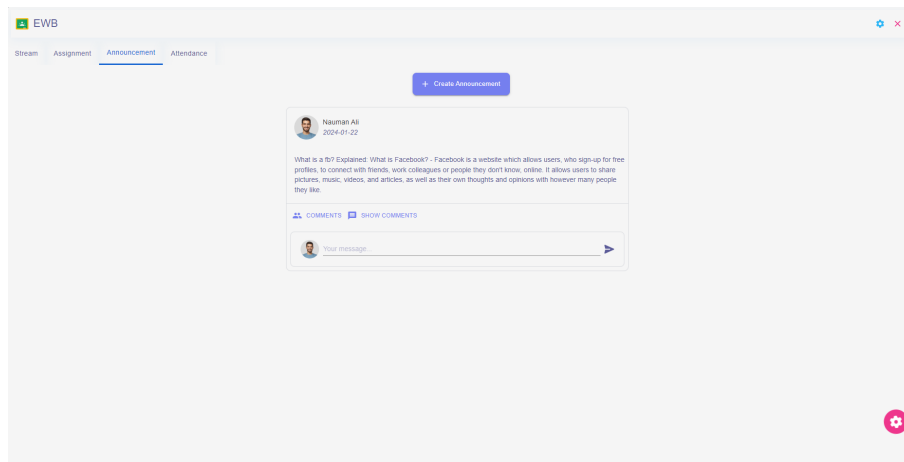 EWB
Stream Assignment Announcement Attendance
+ Create Announcement
Nauman Ali
2024-01-22
What is a fb? Explained: What is Facebook? - Facebook is a website which allows users, who sign-up for free
profiles, to connect with friends, work colleagues or people they don't know, online. It allows users to share
pictures, music, videos, and articles, as well as their own thoughts and opinions with however many people
they like.
COMMENTS SHOW COMMENTS
Your message...